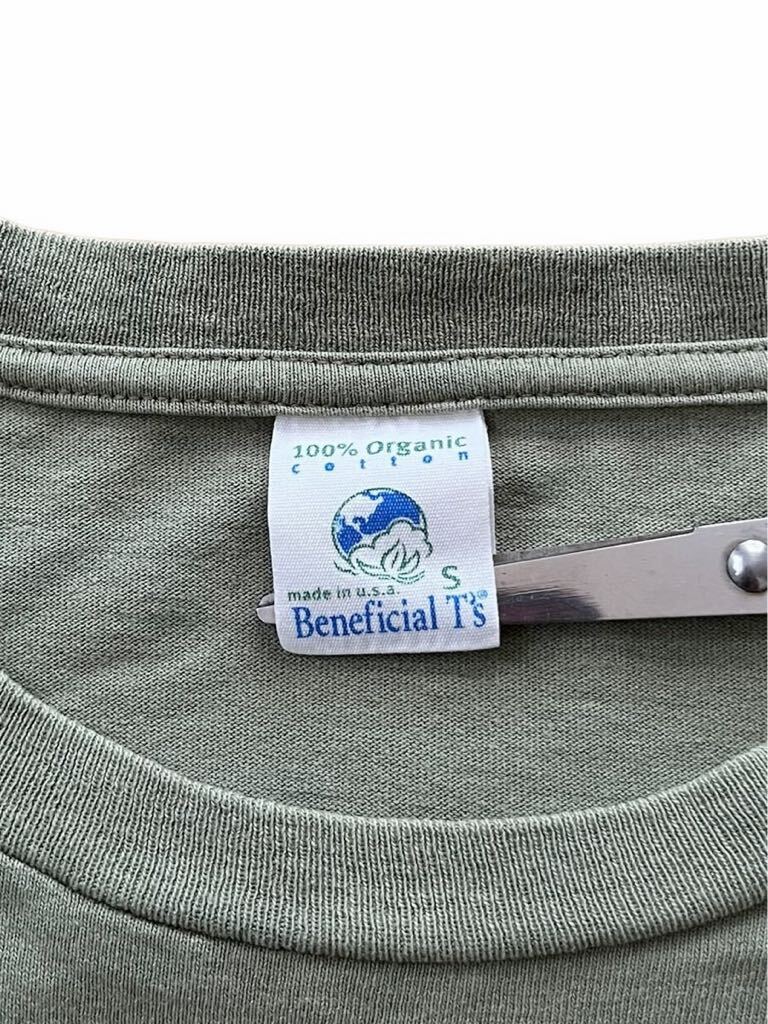 100% Organic
cotton
S
made in u.s.a.
Beneficial T's®